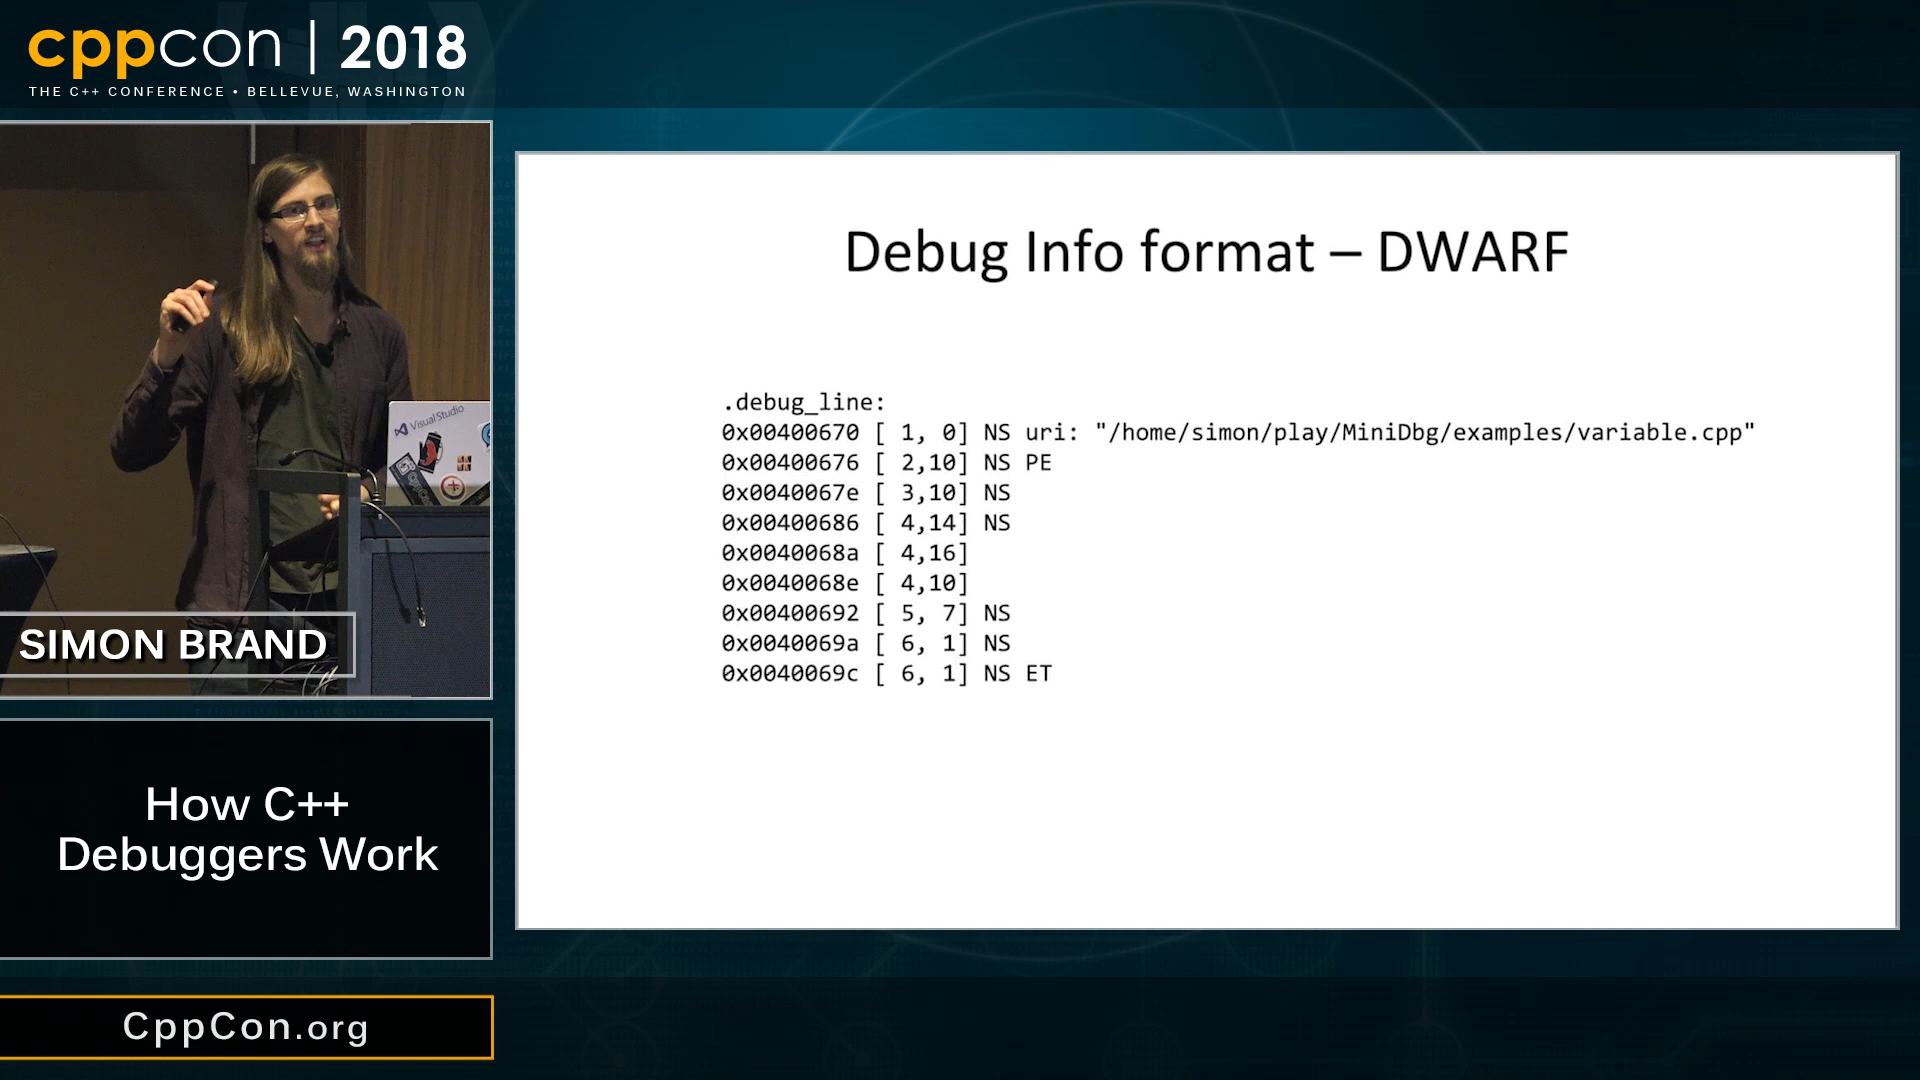 cppcon | 2018
THE C++ CONFERENCE • BELLEVUE, WASHINGTON
Visual Studio
SIMON BRAND
How C++
Debuggers Work
CppCon.org
Debug Info format – DWARF
.debug_line:
0x00400670 [ 1, 0] NS uri: "/home/simon/play/MiniDbg/examples/variable.cpp"
0x00400676 [ 2,10] NS PE
0x0040067e [ 3,10] NS
0x00400686 [ 4,14] NS
0x0040068a [ 4,16]
0x0040068e [ 4,10]
0x00400692 [ 5, 7] NS
0x0040069a [ 6, 1] NS
0x0040069c [ 6, 1] NS ET